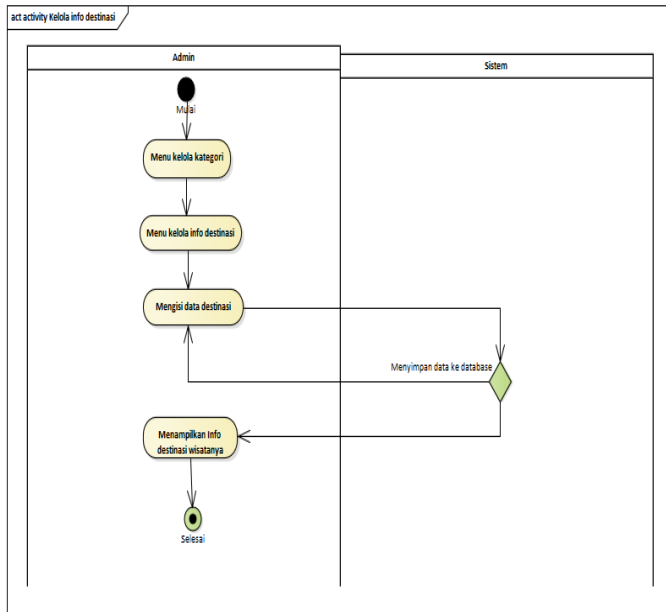 act activity Kelola info destinasi
Admin
Sistem
Mulai
Menu kelola kategori
Menu kelola info destinasi
Mengisi data destinasi
Menyimpan data ke database
Menampilkan Info
destinasi wisatanya
Selesai